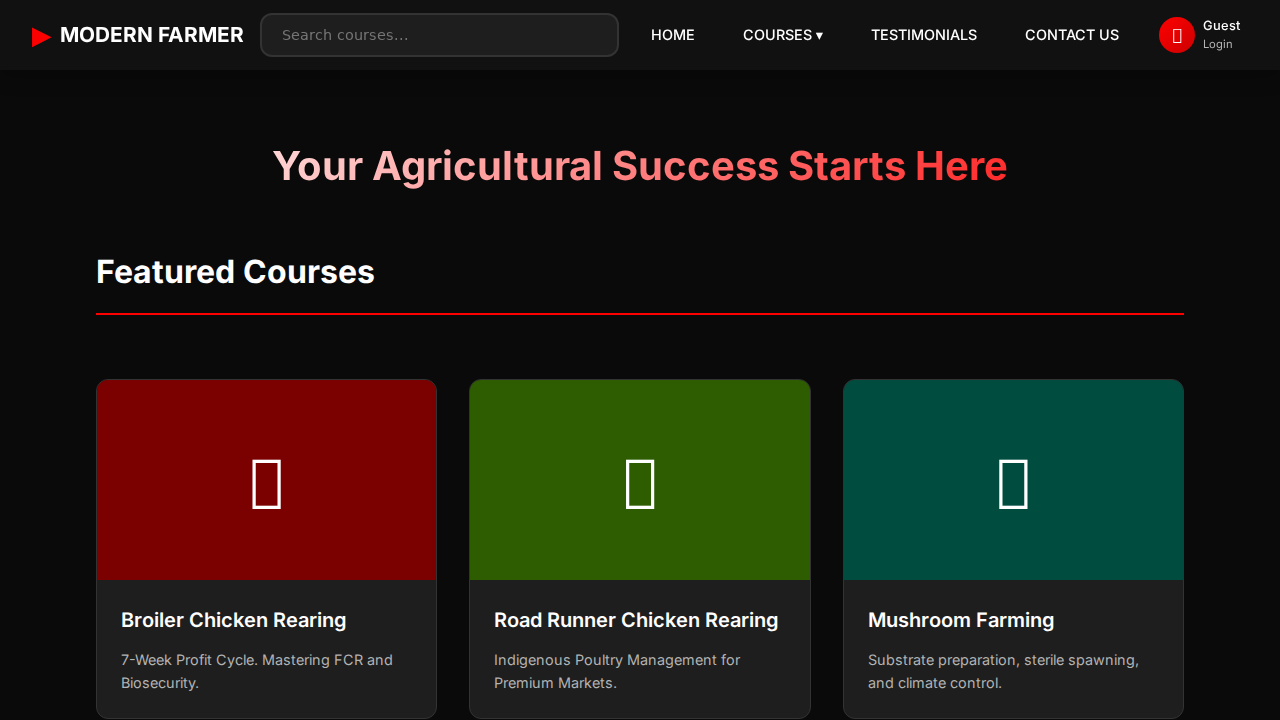 MODERN FARMER
Search courses...
HOME
COURSES ▾
TESTIMONIALS
CONTACT US
Guest
Login
Your Agricultural Success Starts Here
Featured Courses
Broiler Chicken Rearing
7-Week Profit Cycle. Mastering FCR and
Biosecurity.
Road Runner Chicken Rearing
Indigenous Poultry Management for
Premium Markets.
Mushroom Farming
Substrate preparation, sterile spawning,
and climate control.